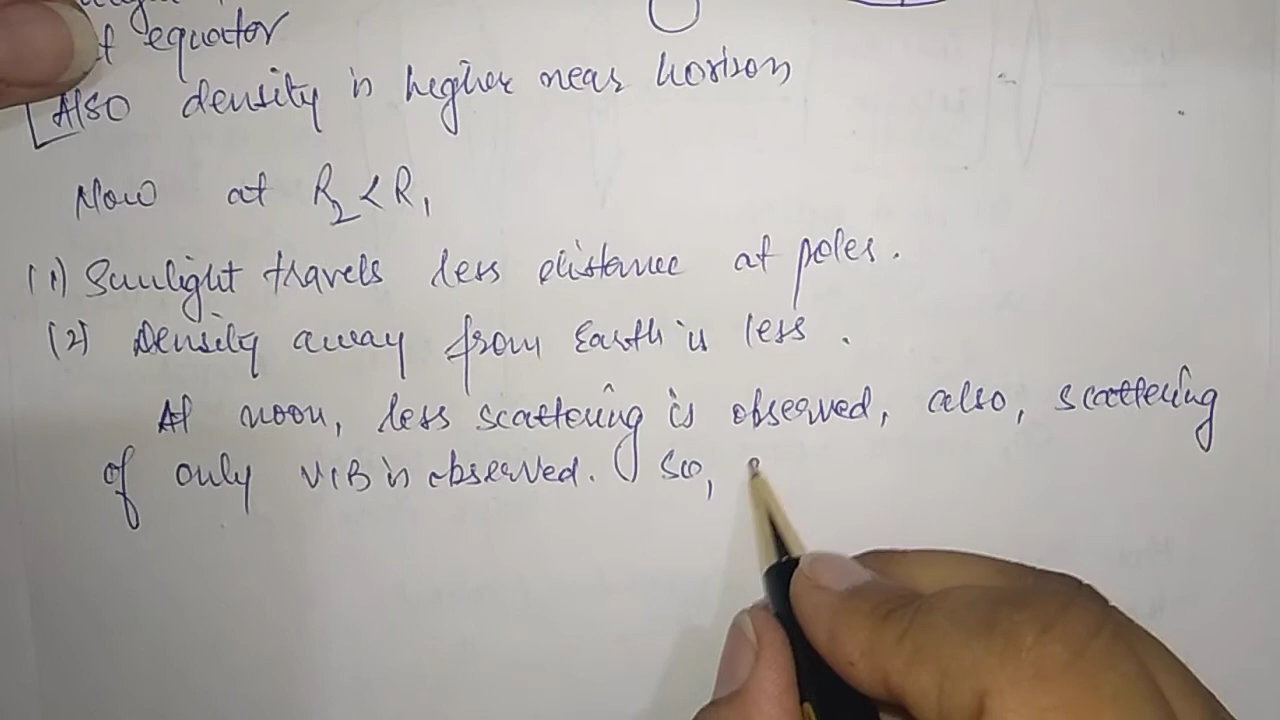 of equator
Also density is higher near horizon
Now at R2 < R1
(1) Sunlight travels less distance at poles.
(2) Density away from Earth is less.
At noon, less scattering is observed, also, scattering
of only VIB is observed. So,